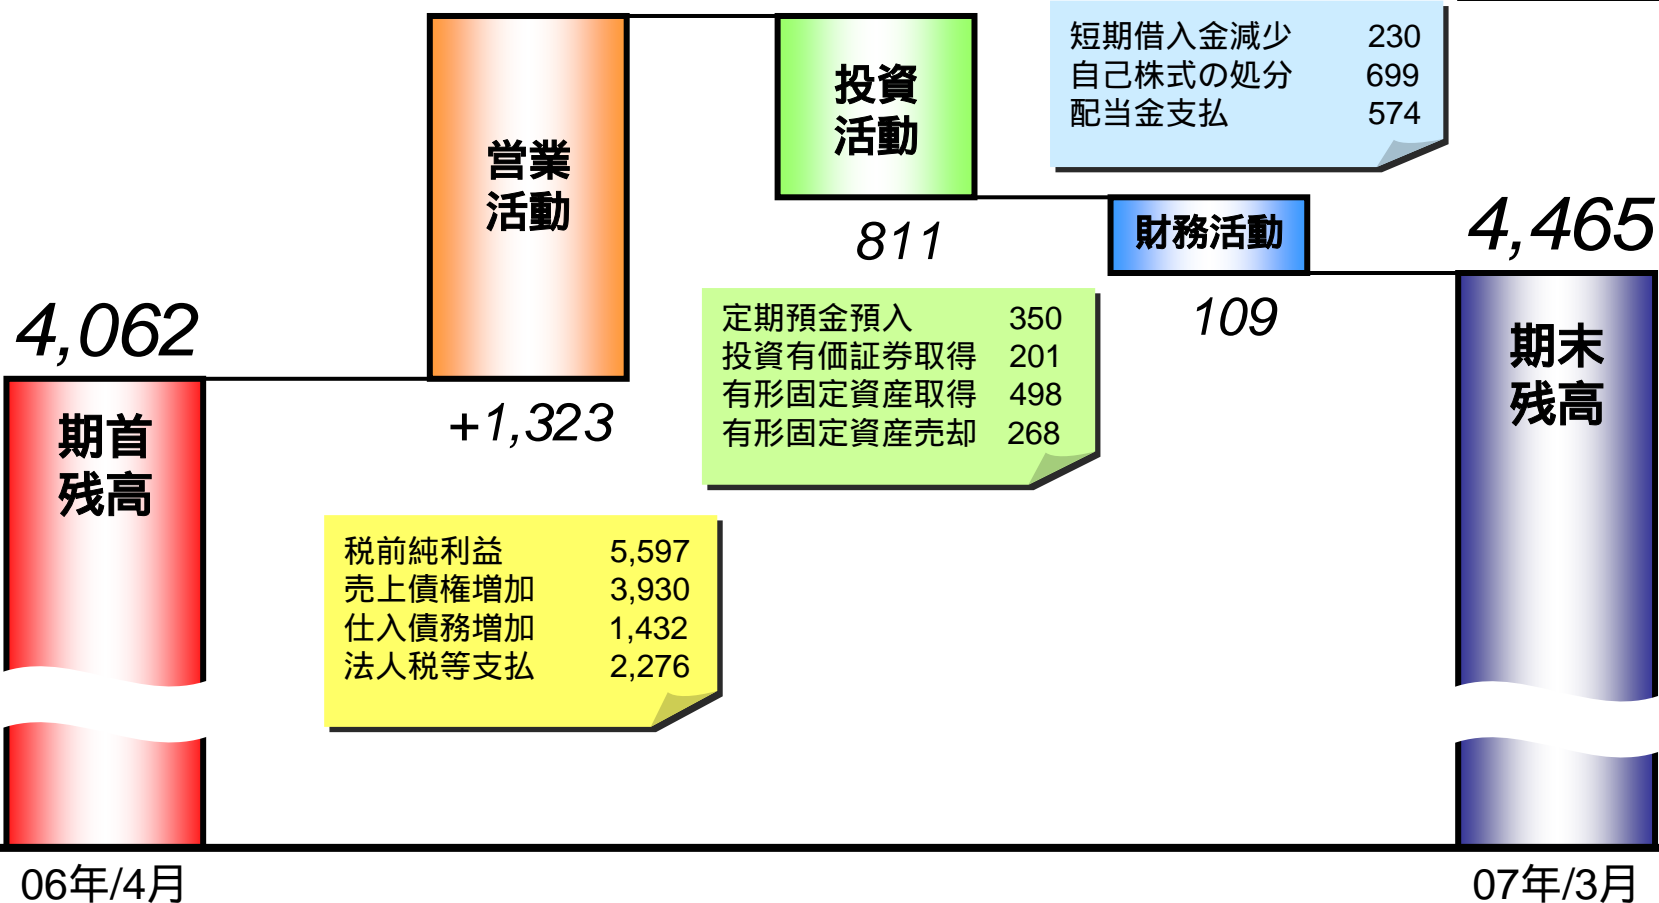 短期借入金減少 230
自己株式の処分 699
配当金支払 574
投資
活動
営業
活動
財務活動
4,465
811
109
4,062
定期預金預入 350
投資有価証券取得 201
有形固定資産取得 498
有形固定資産売却 268
期末
残高
+1,323
期首
残高
税前純利益 5,597
売上債権増加 3,930
仕入債務増加 1,432
法人税等支払 2,276
06年/4月
07年/3月